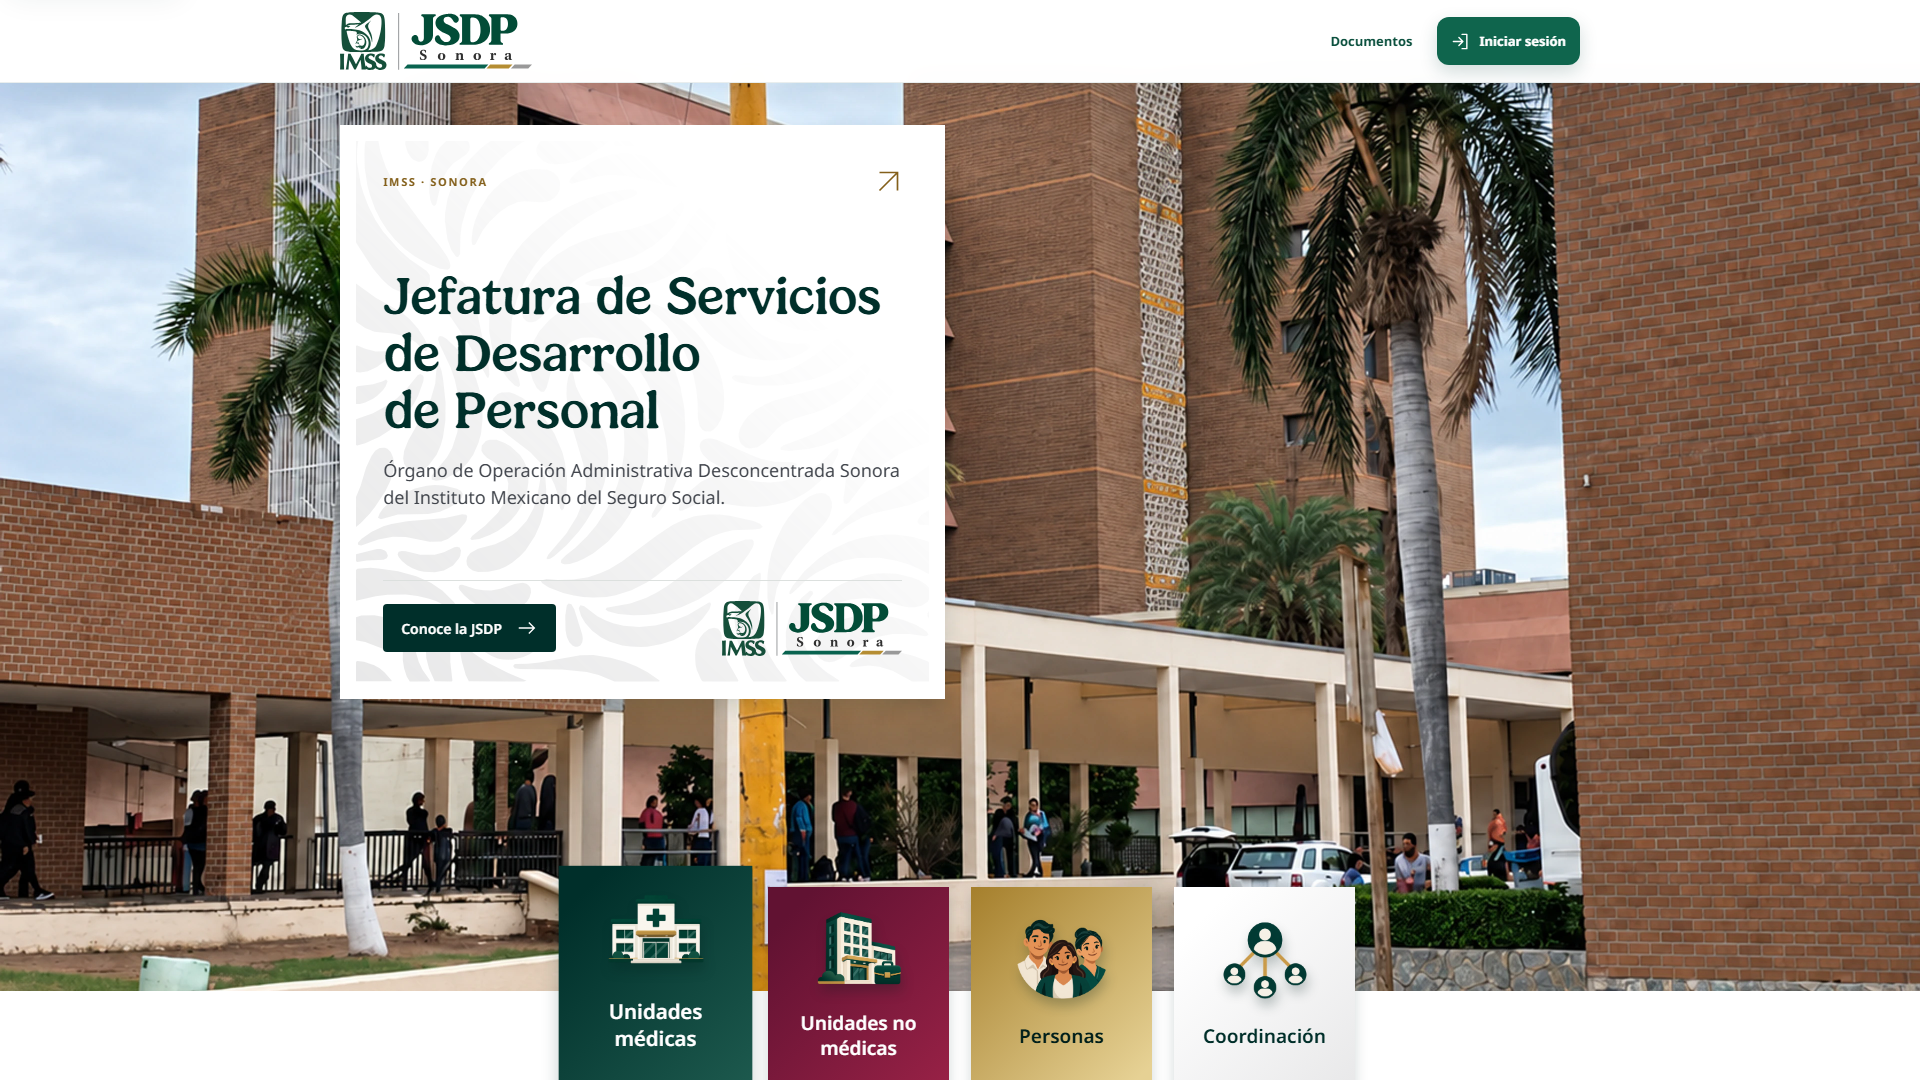 IMSS
JSDP
Sonora
Documentos
Iniciar sesión
IMSS · SONORA
Jefatura de Servicios
de Desarrollo
de Personal
Órgano de Operación Administrativa Desconcentrada Sonora
del Instituto Mexicano del Seguro Social.
Conoce la JSDP
IMSS
JSDP
Sonora
Unidades
médicas
Unidades no
médicas
Personas
Coordinación